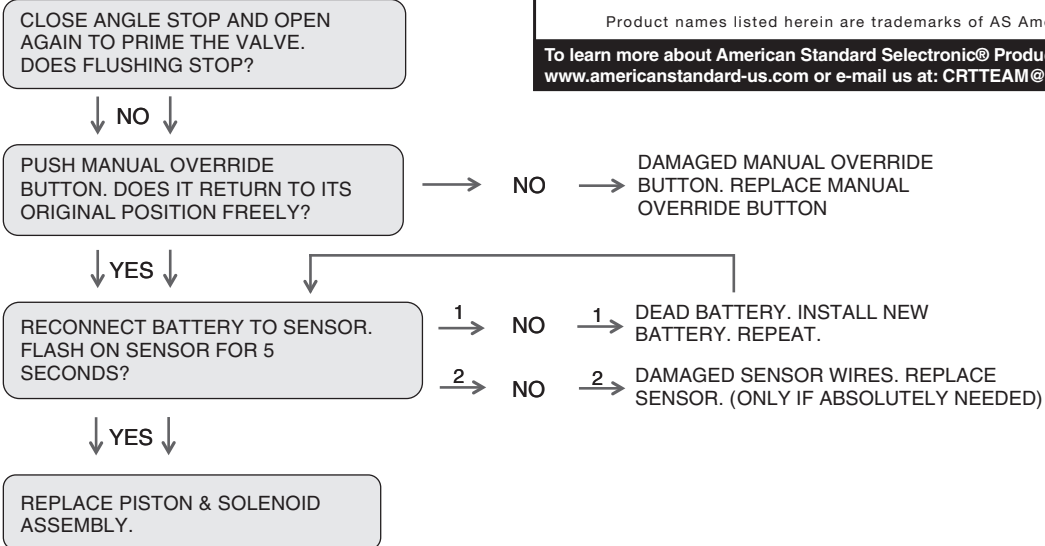 CLOSE ANGLE STOP AND OPEN
AGAIN TO PRIME THE VALVE.
DOES FLUSHING STOP?
Product names listed herein are trademarks of AS
To learn more about American Standard Selectronic®
www.americanstandard-us.com or e-mail us at: CRTTEAM@
NO
PUSH MANUAL OVERRIDE
BUTTON. DOES IT RETURN TO ITS
ORIGINAL POSITION FREELY?
NO
DAMAGED MANUAL OVERRIDE
BUTTON. REPLACE MANUAL
OVERRIDE BUTTON
YES
RECONNECT BATTERY TO SENSOR.
FLASH ON SENSOR FOR 5
SECONDS?
1
NO
1
DEAD BATTERY. INSTALL NEW
BATTERY. REPEAT.
2
NO
2
DAMAGED SENSOR WIRES. REPLACE
SENSOR. (ONLY IF ABSOLUTELY NEEDED)
YES
REPLACE PISTON & SOLENOID
ASSEMBLY.